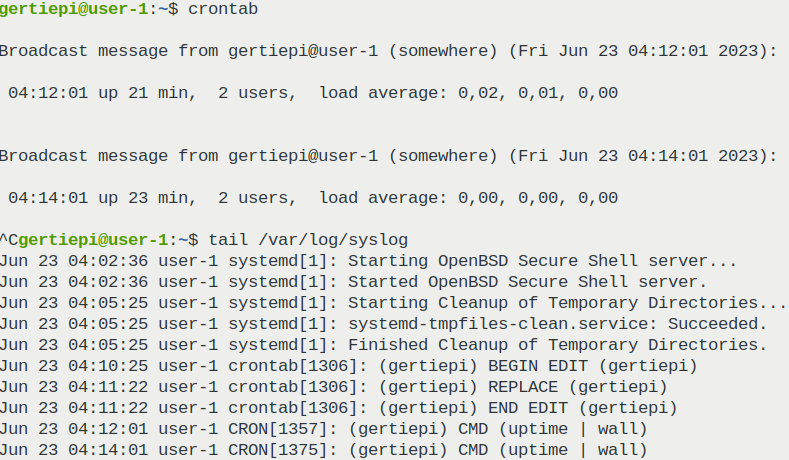 gertiepi@user-1:~$ crontab
Broadcast message from gertiepi@user-1 (somewhere) (Fri Jun 23 04:12:01 2023):
04:12:01 up 21 min,  2 users,  load average: 0,02, 0,01, 0,00
Broadcast message from gertiepi@user-1 (somewhere) (Fri Jun 23 04:14:01 2023):
04:14:01 up 23 min,  2 users,  load average: 0,00, 0,00, 0,00
^Cgertiepi@user-1:~$ tail /var/log/syslog
Jun 23 04:02:36 user-1 systemd[1]: Starting OpenBSD Secure Shell server...
Jun 23 04:02:36 user-1 systemd[1]: Started OpenBSD Secure Shell server.
Jun 23 04:05:25 user-1 systemd[1]: Starting Cleanup of Temporary Directories...
Jun 23 04:05:25 user-1 systemd[1]: systemd-tmpfiles-clean.service: Succeeded.
Jun 23 04:05:25 user-1 systemd[1]: Finished Cleanup of Temporary Directories.
Jun 23 04:10:25 user-1 crontab[1306]: (gertiepi) BEGIN EDIT (gertiepi)
Jun 23 04:11:22 user-1 crontab[1306]: (gertiepi) REPLACE (gertiepi)
Jun 23 04:11:22 user-1 crontab[1306]: (gertiepi) END EDIT (gertiepi)
Jun 23 04:12:01 user-1 CRON[1357]: (gertiepi) CMD (uptime | wall)
Jun 23 04:14:01 user-1 CRON[1375]: (gertiepi) CMD (uptime | wall)